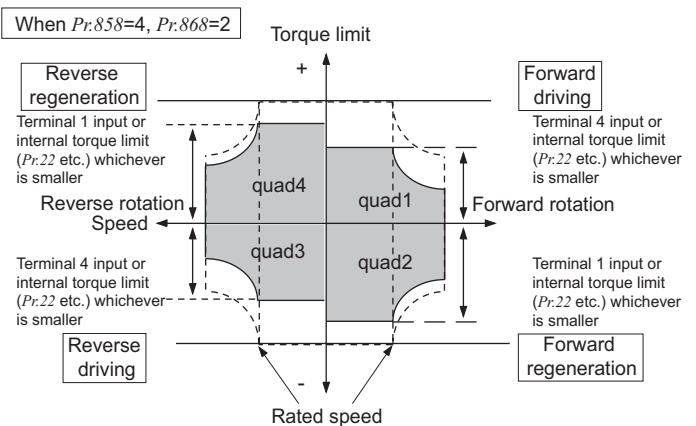 When Pr.858=4, Pr.868=2
Torque limit
+
Reverse
regeneration
Forward
driving
Terminal 1 input or
internal torque limit
(Pr.22 etc.) whichever
is smaller
Terminal 4 input or
internal torque limit
(Pr.22 etc.) whichever
is smaller
quad4
quad1
Reverse rotation
Speed
Forward rotation
quad3
quad2
Terminal 4 input or
internal torque limit
(Pr.22 etc.) whichever
is smaller
Terminal 1 input or
internal torque limit
(Pr.22 etc.) whichever
is smaller
Reverse
driving
Forward
regeneration
-
Rated speed